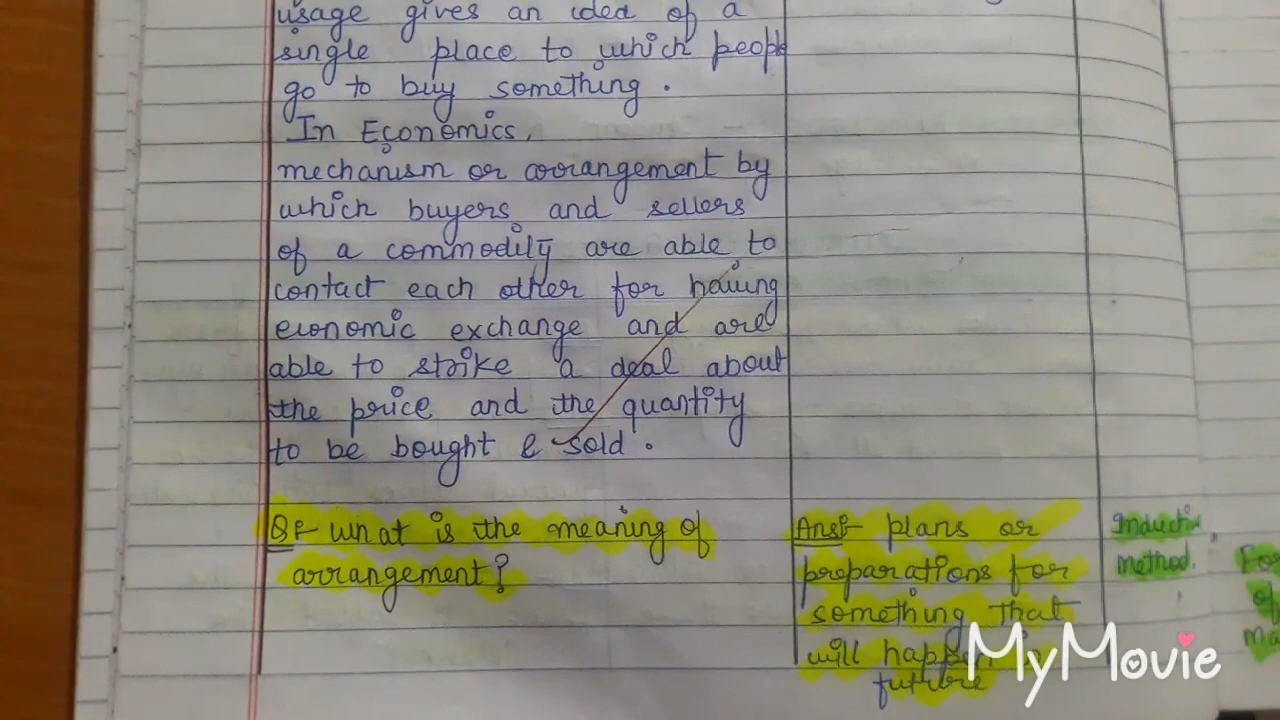 usage gives an idea of a
single place to which people
go to buy something.
In Economics,
mechanism or arrangement by
which buyers and sellers
of a commodity are able to
contact each other for having
economic exchange and are
able to strike a deal about
the price and the quantity
to be bought & sold.
Q:- What is the meaning of
arrangement?
Ans:- plans or
preparations for
something that
will happen in
future
Inductive
method.
of
MyMovie